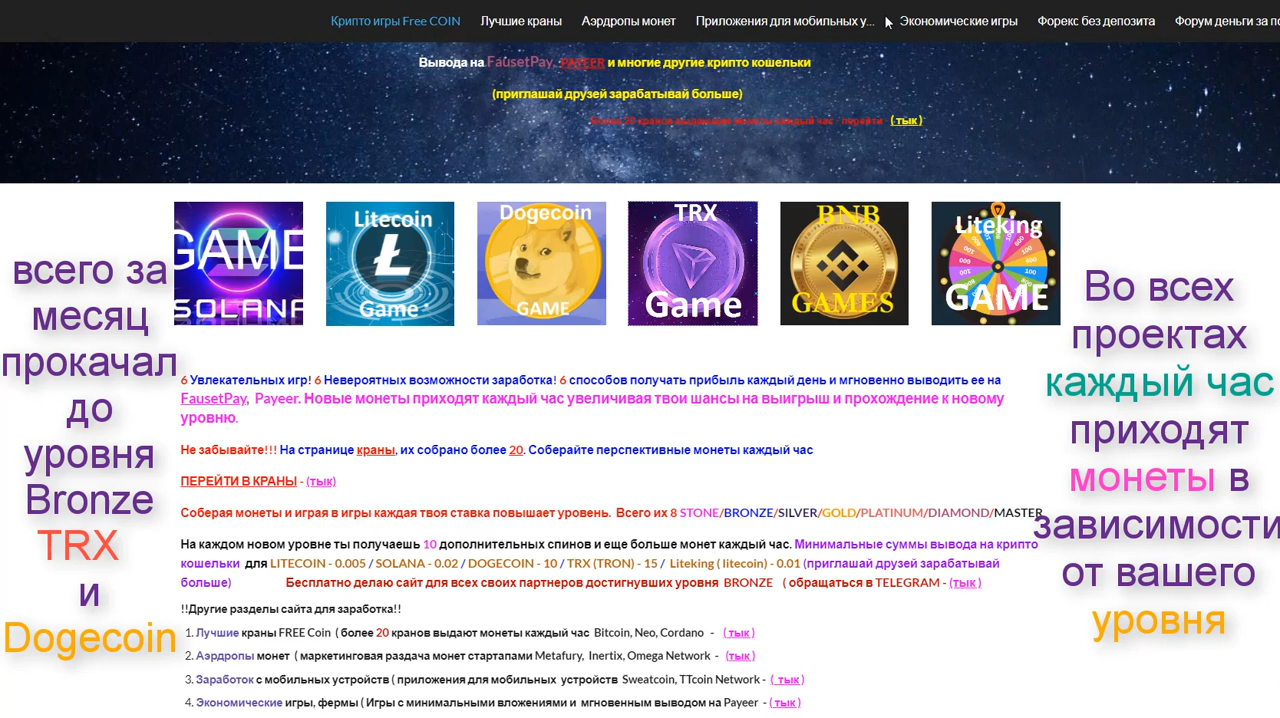 Крипто игры Free COIN Лучшие краны Аэрдропы монет Приложения для мобильных у... Экономические игры Форекс без депозита Форум деньги за по
Вывода на FausetPay, PAYEER и многие другие крипто кошельки
(приглашай друзей зарабатывай больше)
Более 20 кранов выдающие монеты каждый час - перейти - ( тык )
GAME SOLANA
Litecoin Game
Dogecoin GAME
TRX Game
BNB GAMES
Liteking GAME
всего за
месяц
прокачал
до
уровня
Bronze
TRX
и
Dogecoin
Во всех
проектах
каждый час
приходят
монеты в
зависимости
от вашего
уровня
6 Увлекательных игр! 6 Невероятных возможности заработка! 6 способов получать прибыль каждый день и мгновенно выводить ее на
FausetPay, Payeer. Новые монеты приходят каждый час увеличивая твои шансы на выигрыш и прохождение к новому
уровню.
Не забывайте!!! На странице краны, их собрано более 20. Соберайте перспективные монеты каждый час
ПЕРЕЙТИ В КРАНЫ - (тык)
Соберая монеты и играя в игры каждая твоя ставка повышает уровень. Всего их 8 STONE/BRONZE/SILVER/GOLD/PLATINUM/DIAMOND/MASTER
На каждом новом уровне ты получаешь 10 дополнительных спинов и еще больше монет каждый час. Минимальные суммы вывода на крипто
кошельки для LITECOIN - 0.005 / SOLANA - 0.02 / DOGECOIN - 10 / TRX (TRON) - 15 / Liteking ( litecoin) - 0.01 (приглашай друзей зарабатывай
больше) Бесплатно делаю сайт для всех своих партнеров достигнувших уровня BRONZE ( обращаться в TELEGRAM - (тык )
!!Другие разделы сайта для заработка!!
1. Лучшие краны FREE Coin ( более 20 кранов выдают монеты каждый час Bitcoin, Neo, Cordano - ( тык )
2. Аэрдропы монет ( маркетинговая раздача монет стартапами Metafury, Inertix, Omega Network - (тык )
3. Заработок с мобильных устройств ( приложения для мобильных устройств Sweatcoin, TTcoin Network - ( тык )
4. Экономические игры, фермы ( Игры с минимальными вложениями и мгновенным выводом на Payeer - ( тык )